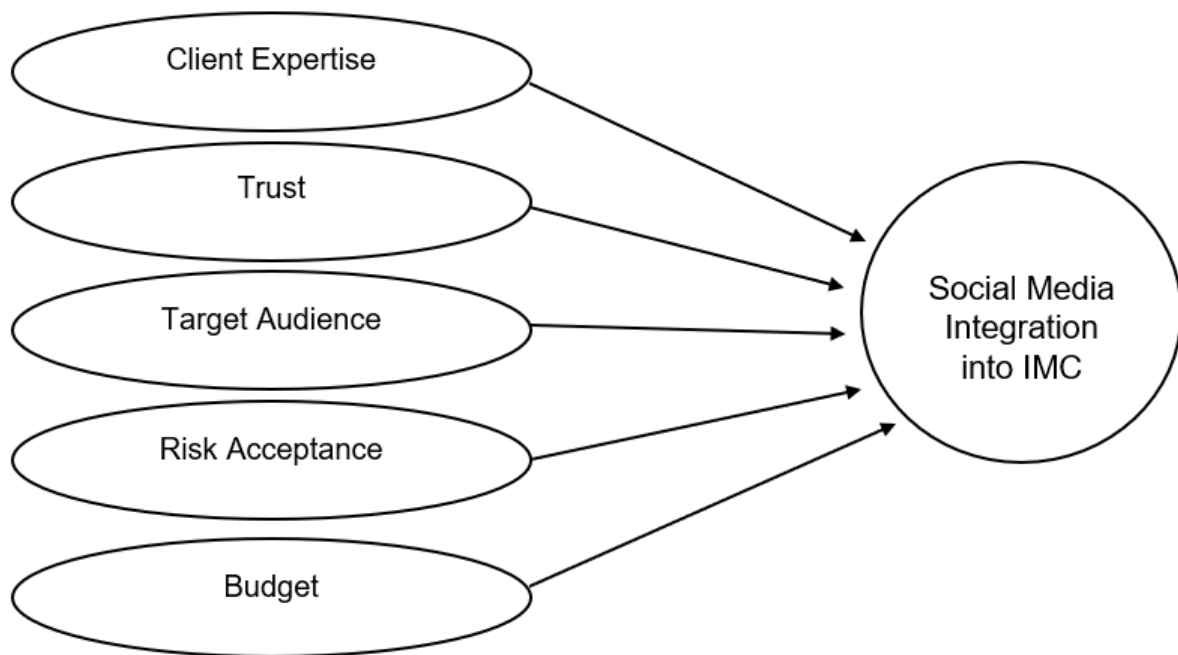 Client Expertise
Trust
Target Audience
Risk Acceptance
Budget
Social Media
Integration
into IMC